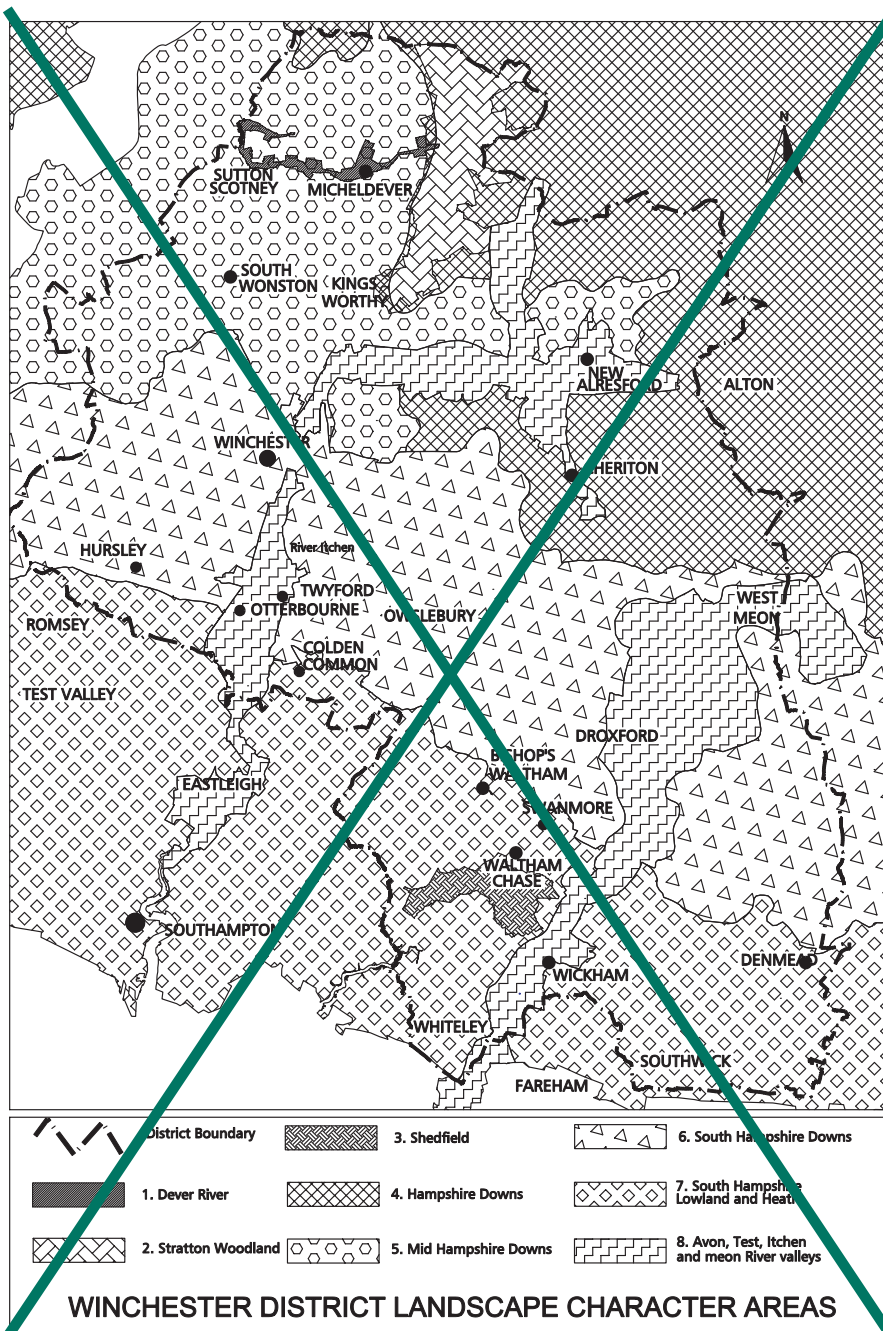 N
SUTTON
SCOTNEY
MICHELDEVER
SOUTH
WONSTON
KINGS
WORTHY
NEW
ALRESFORD
ALTON
WINCHESTER
CHERITON
HURSLEY
River Itchen
TWYFORD
OTTERBOURNE
OWSLEBURY
WEST
MEON
ROMSEY
COLDEN
COMMON
TEST VALLEY
DROXFORD
BISHOP'S
WALTHAM
EASTLEIGH
SWANMORE
WALTHAM
CHASE
SOUTHAMPTON
DENMEAD
WICKHAM
WHITELEY
SOUTHWICK
FAREHAM
District Boundary
3. Shedfield
6. South Hampshire Downs
1. Dever River
4. Hampshire Downs
7. South Hampshire
Lowland and Heath
2. Stratton Woodland
5. Mid Hampshire Downs
8. Avon, Test, Itchen
and meon River valleys
WINCHESTER DISTRICT LANDSCAPE CHARACTER AREAS